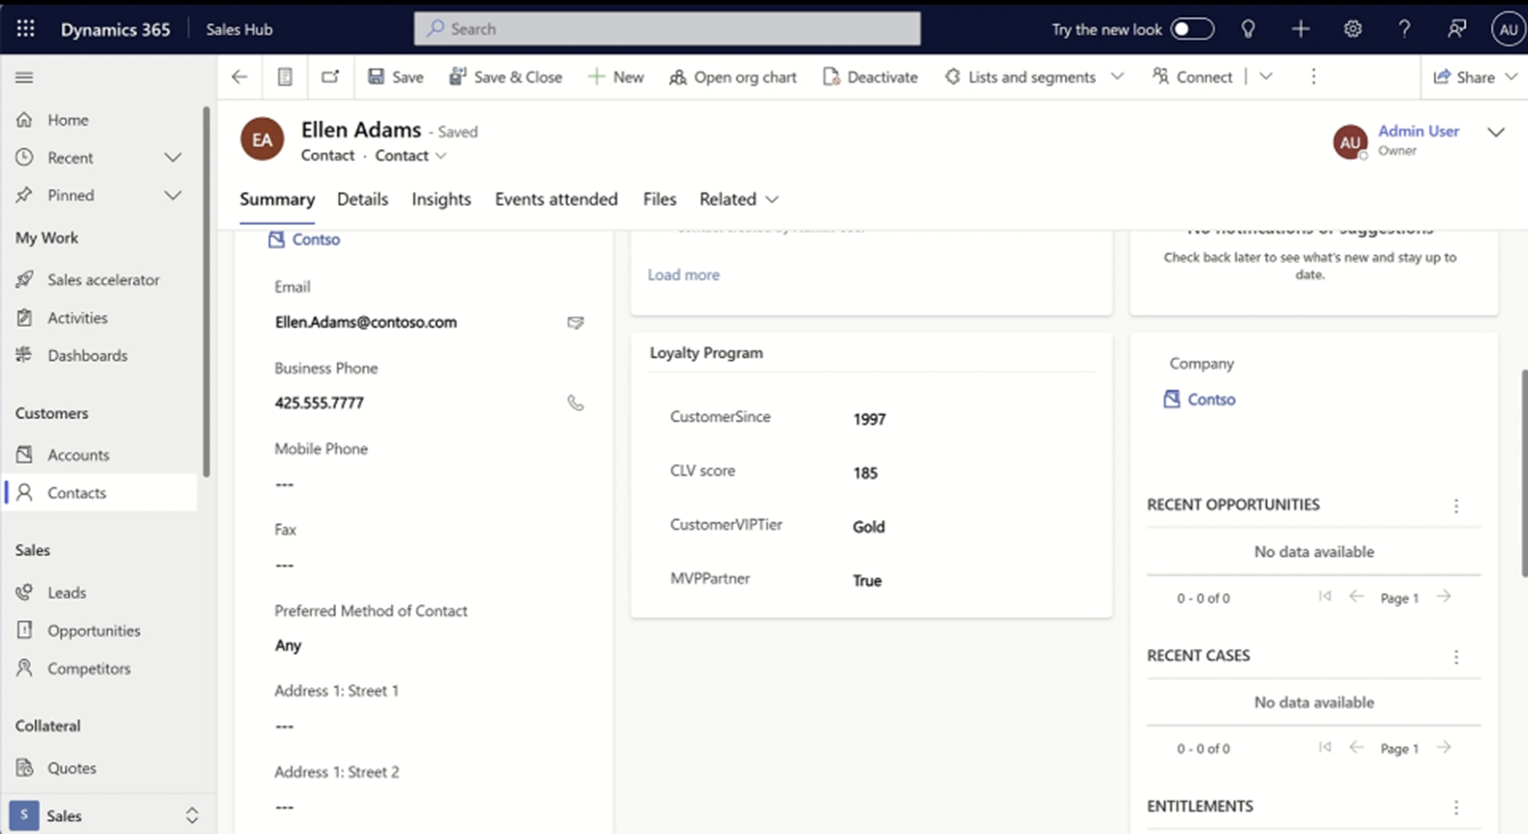 Dynamics 365
Sales Hub
Search
Try the new look
AU
Save
Save & Close
New
Open org chart
Deactivate
Lists and segments
Connect
Share
Home
Recent
Pinned
My Work
Sales accelerator
Activities
Dashboards
Customers
Accounts
Contacts
Sales
Leads
Opportunities
Competitors
Collateral
Quotes
S
Sales
EA
Ellen Adams - Saved
Contact · Contact
AU
Admin User
Owner
Summary
Details
Insights
Events attended
Files
Related
Contso
Email
Ellen.Adams@contoso.com
Business Phone
425.555.7777
Mobile Phone
---
Fax
---
Preferred Method of Contact
Any
Address 1: Street 1
---
Address 1: Street 2
---
Load more
Loyalty Program
CustomerSince 1997
CLV score 185
CustomerVIPTier Gold
MVPPartner True
No notifications or suggestions
Check back later to see what's new and stay up to
date.
Company
Contso
RECENT OPPORTUNITIES
No data available
0 - 0 of 0
Page 1
RECENT CASES
No data available
0 - 0 of 0
Page 1
ENTITLEMENTS